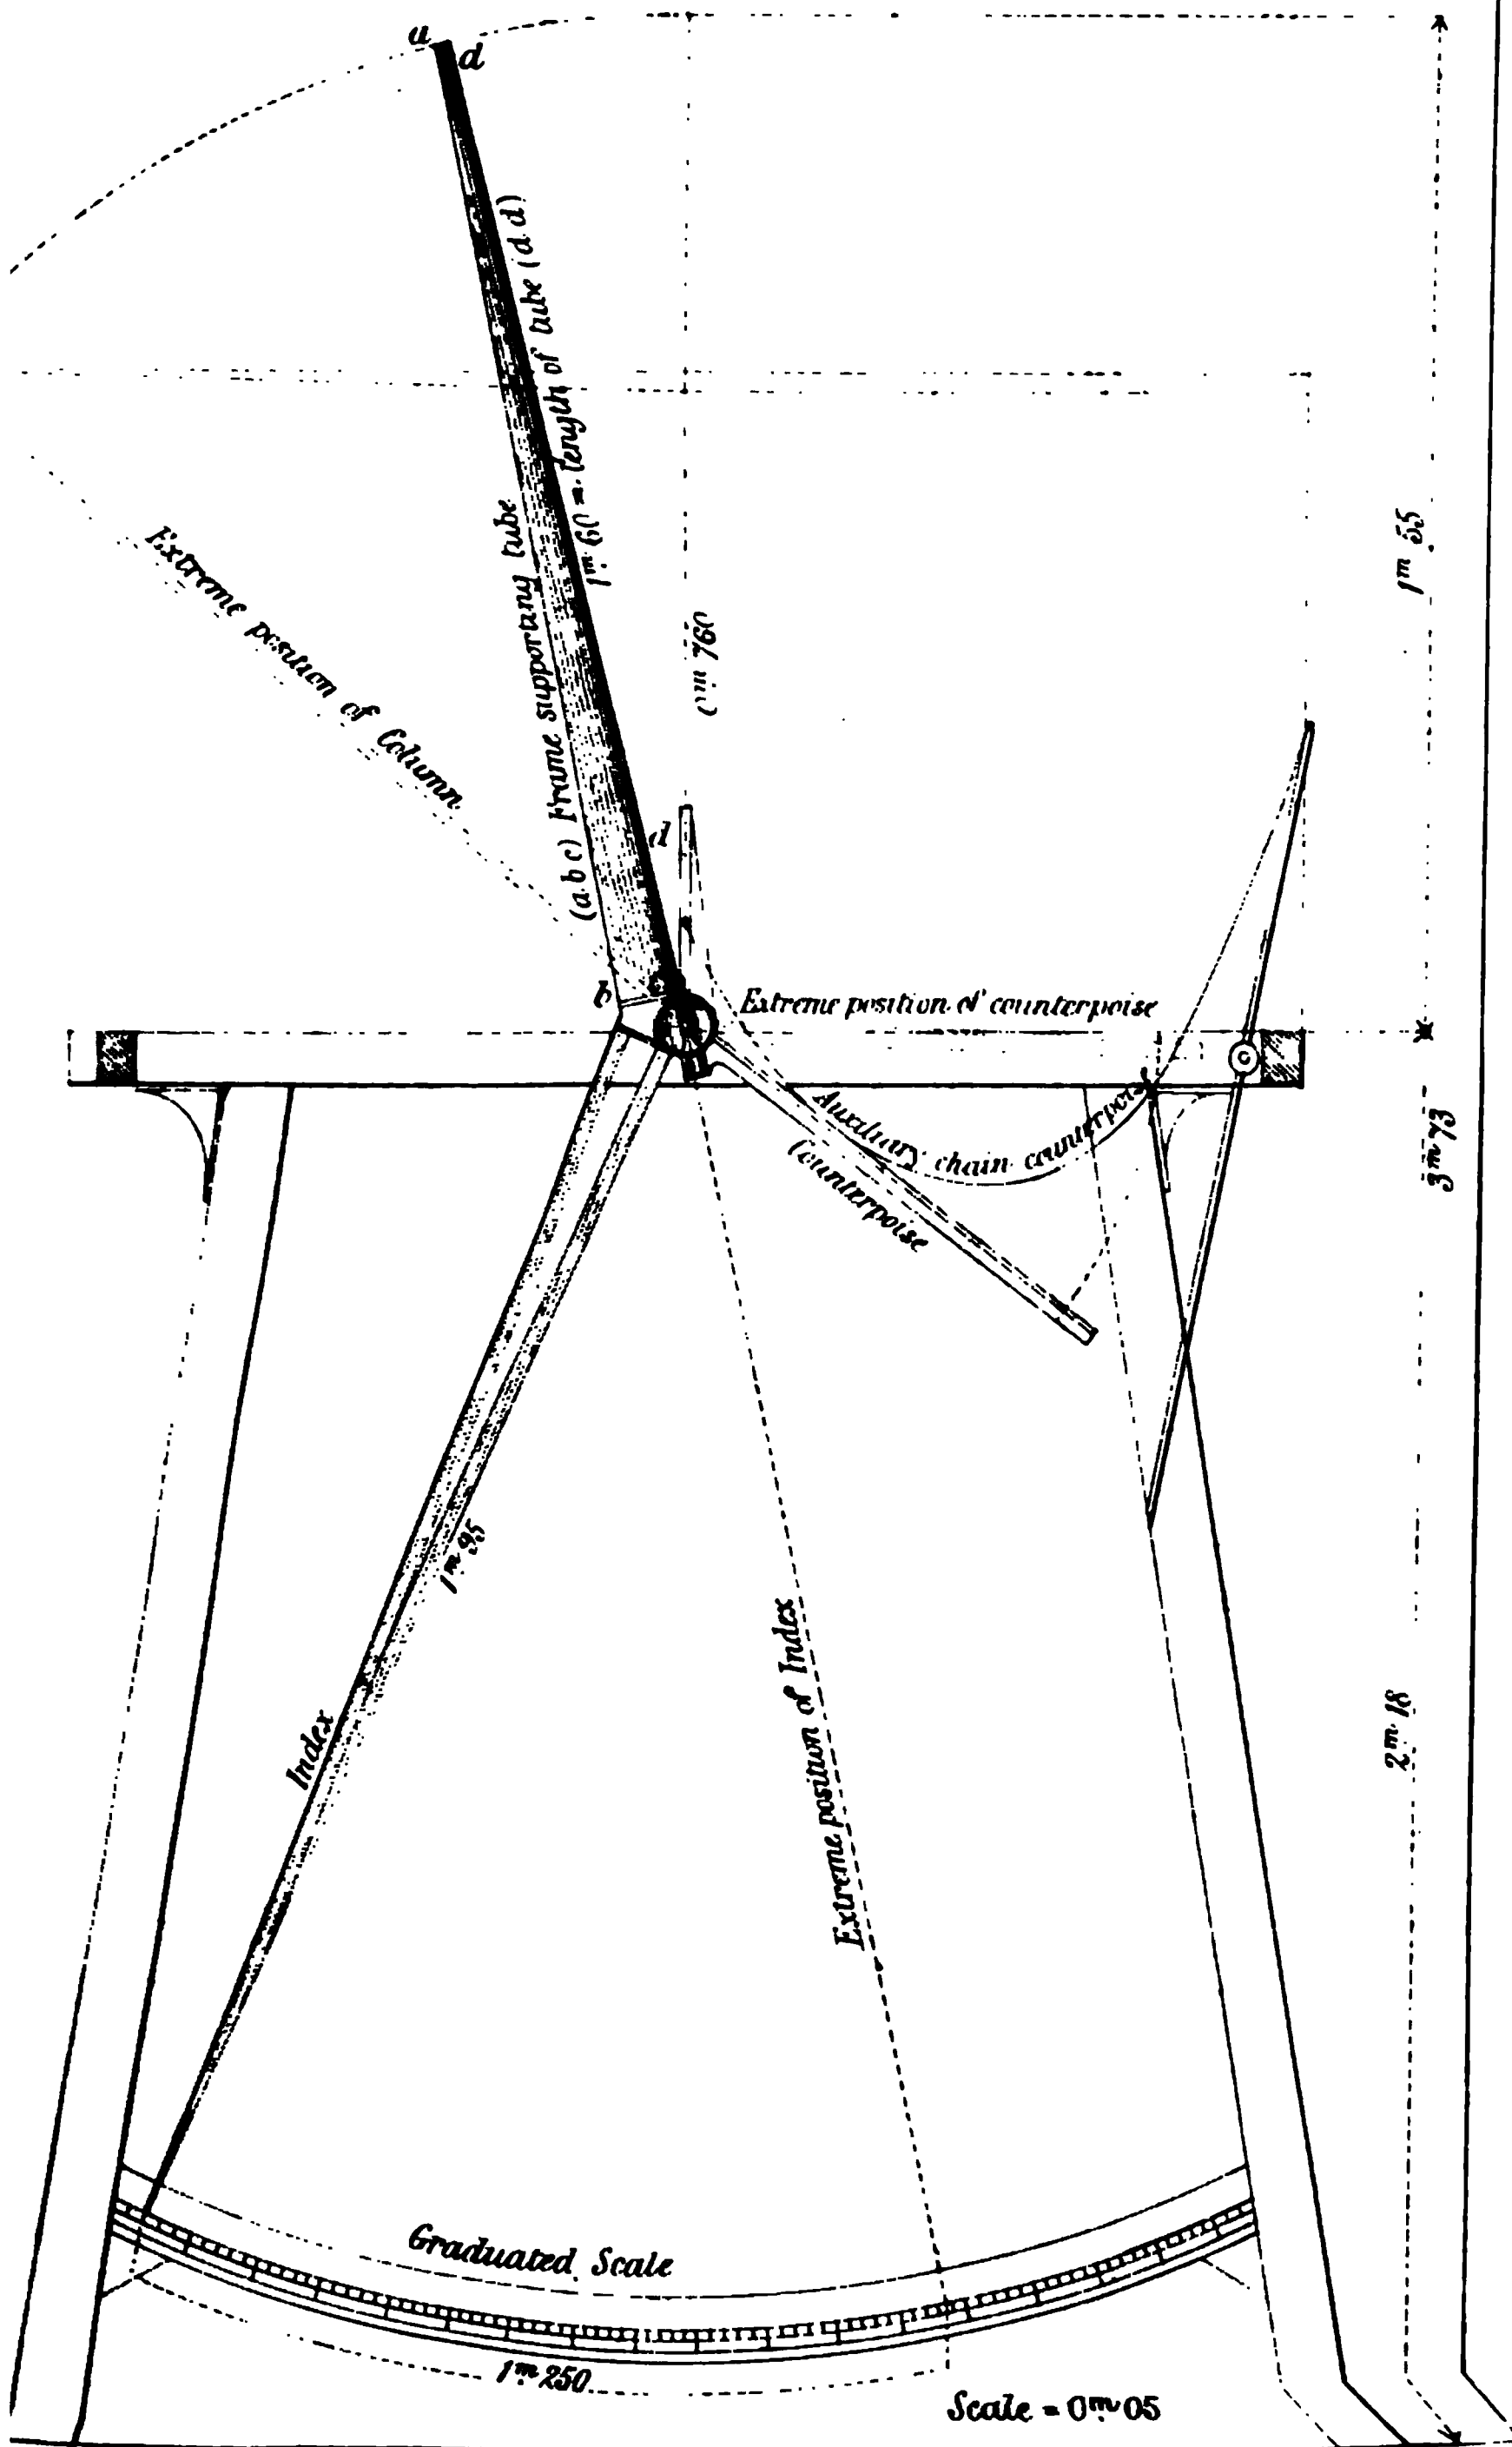 a
d
1m 60 = length of tube (d d)
(a b c) Frame supporting tube
Extreme position of Column
0m 760
1m 55
d
b
Extreme position of counterpoise
Auxiliary chain counterpoise
Counterpoise
3m 73
1m 95
Index
Extreme position of Index
2m 18
Graduated Scale
1m 250
Scale = 0m 05